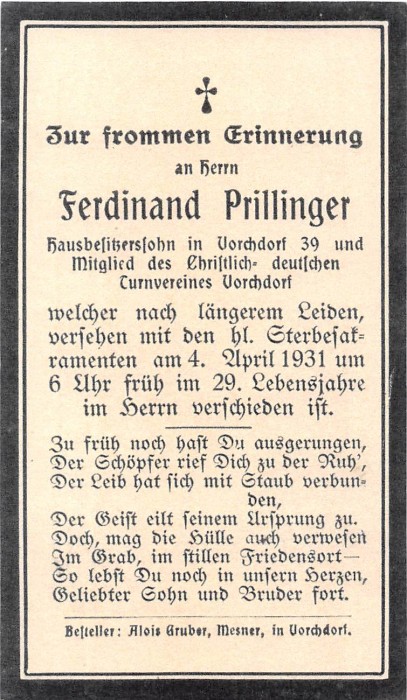 Zur frommen Erinnerung
an Herrn
Ferdinand Prillinger
Hausbesitzerssohn in Vorchdorf 39 und
Mitglied des Christlich-deutschen
Turnvereines Vorchdorf
welcher nach längerem Leiden,
versehen mit den hl. Sterbesak-
ramenten am 4. April 1931 um
6 Uhr früh im 29. Lebensjahre
im Herrn verschieden ist.
Zu früh noch hast Du ausgerungen,
Der Schöpfer rief Dich zu der Ruh',
Der Leib hat sich mit Staub verbun-
den,
Der Geist eilt seinem Ursprung zu.
Doch, mag die Hülle auch verwesen
Im Grab, im stillen Friedensort—
So lebst Du noch in unsern Herzen,
Geliebter Sohn und Bruder fort.
Besteller: Alois Gruber, Mesner, in Vorchdorf.